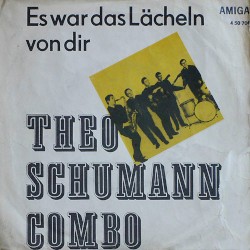 Es war das Lächeln
von dir
AMIGA
THEO
SCHUMANN
COMBO